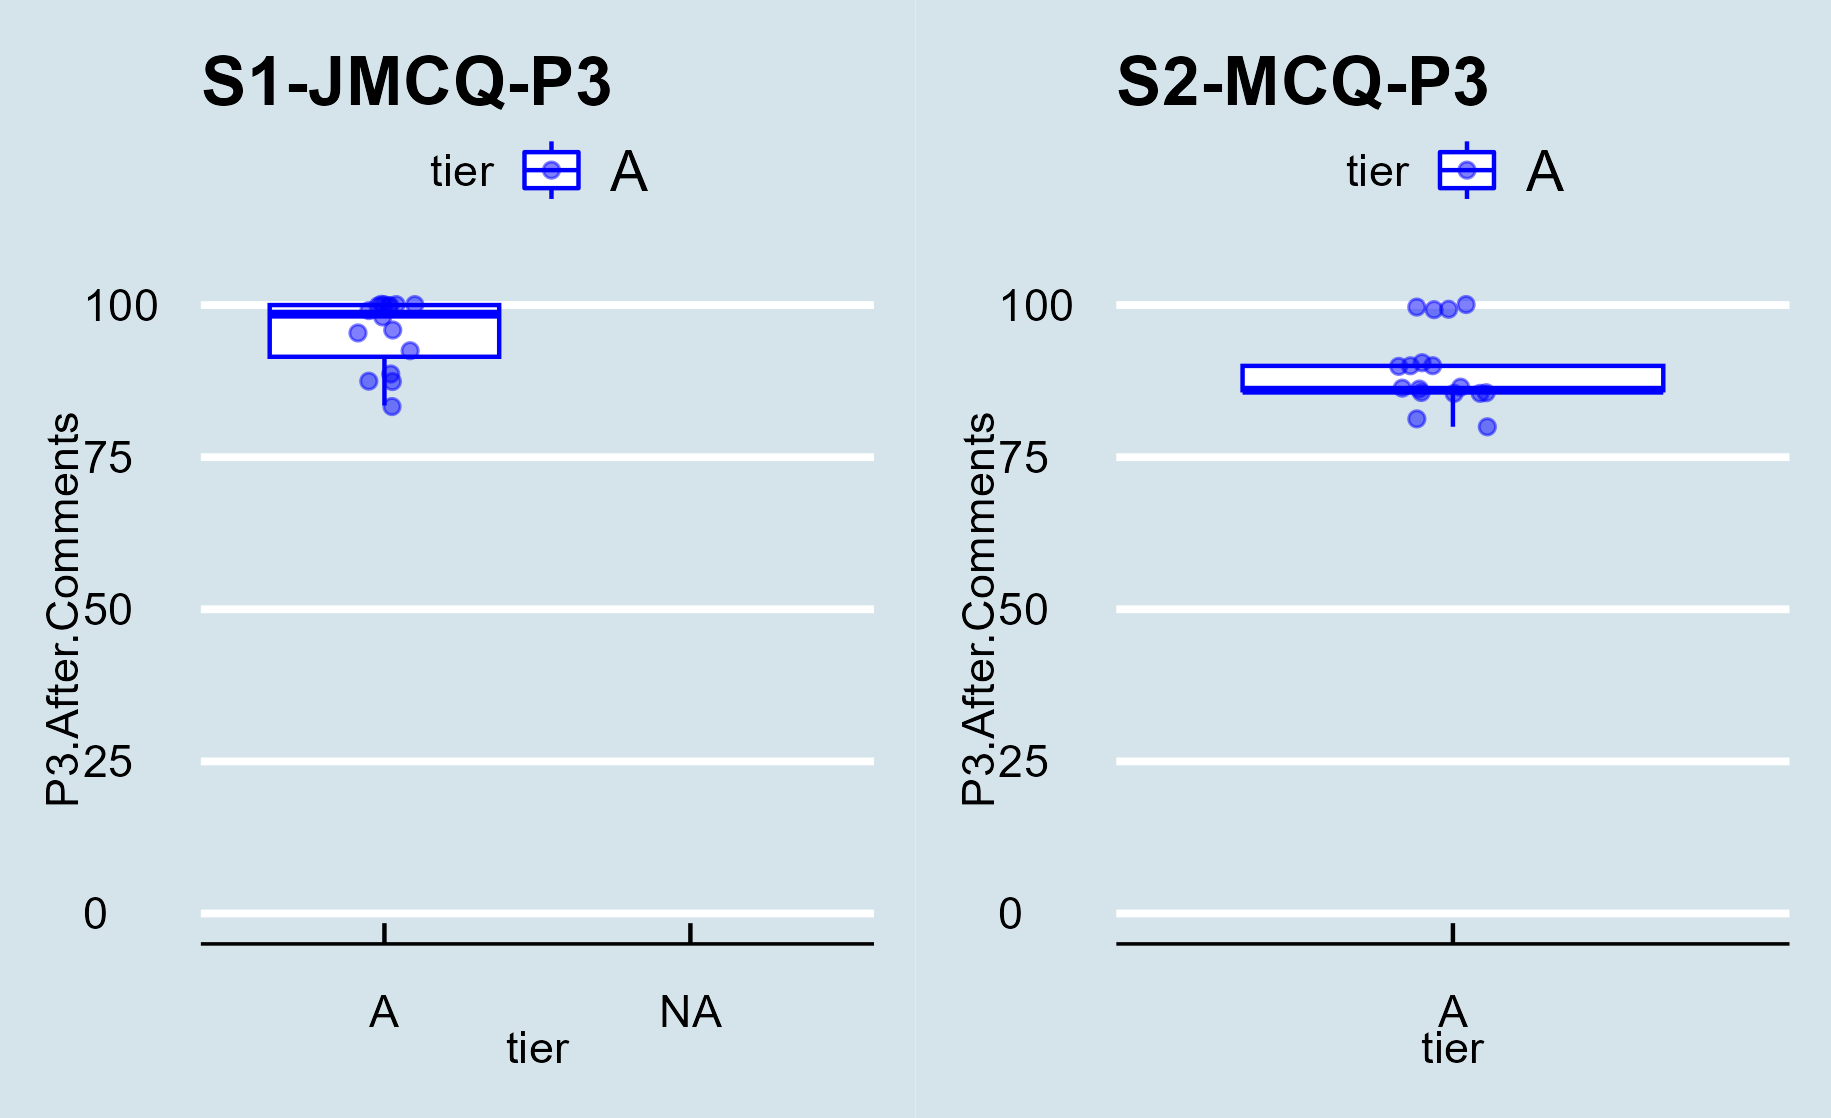 S1-JMCQ-P3
tier A
P3.After.Comments
100
75
50
25
0
A NA
tier
S2-MCQ-P3
tier A
P3.After.Comments
100
75
50
25
0
A
tier